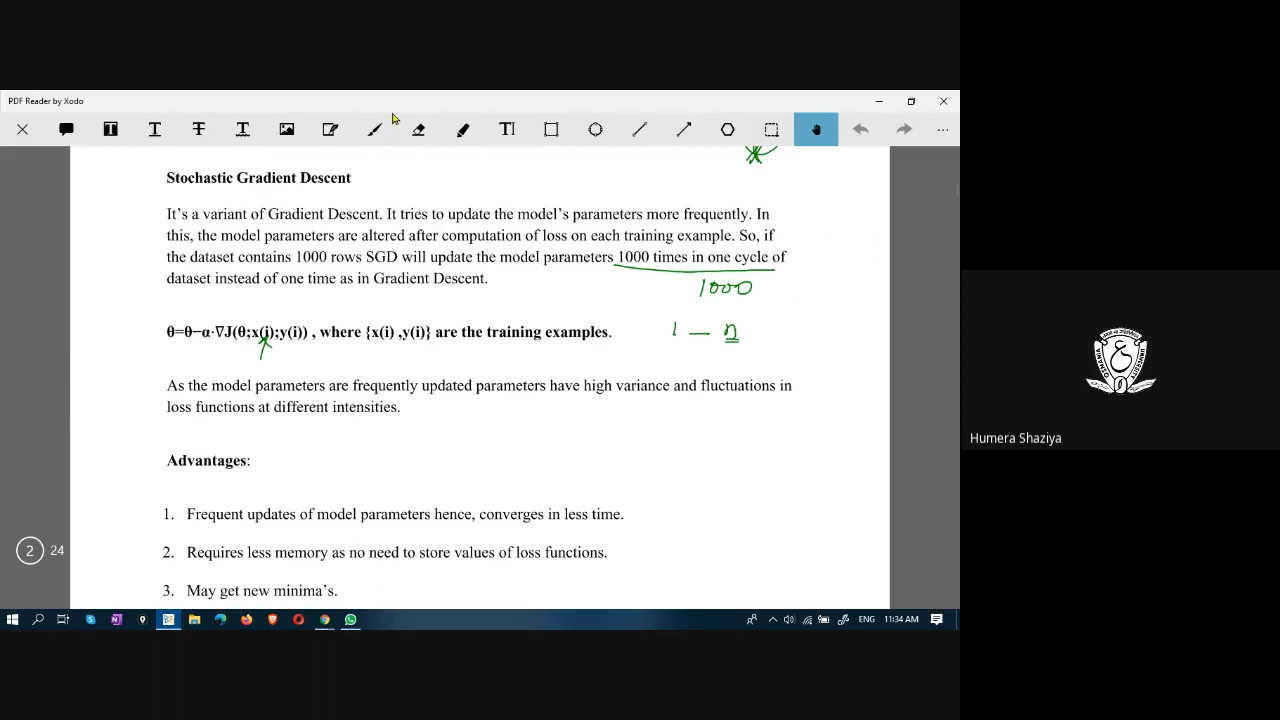 PDF Reader by Xodo
Stochastic Gradient Descent
It's a variant of Gradient Descent. It tries to update the model's parameters more frequently. In
this, the model parameters are altered after computation of loss on each training example. So, if
the dataset contains 1000 rows SGD will update the model parameters 1000 times in one cycle of
dataset instead of one time as in Gradient Descent.
1000
θ=θ−α·∇J(θ;x(i);y(i)) , where {x(i) ,y(i)} are the training examples.
1 — n
As the model parameters are frequently updated parameters have high variance and fluctuations in
loss functions at different intensities.
Advantages:
1. Frequent updates of model parameters hence, converges in less time.
2. Requires less memory as no need to store values of loss functions.
3. May get new minima's.
2 24
ENG 11:34 AM
Humera Shaziya